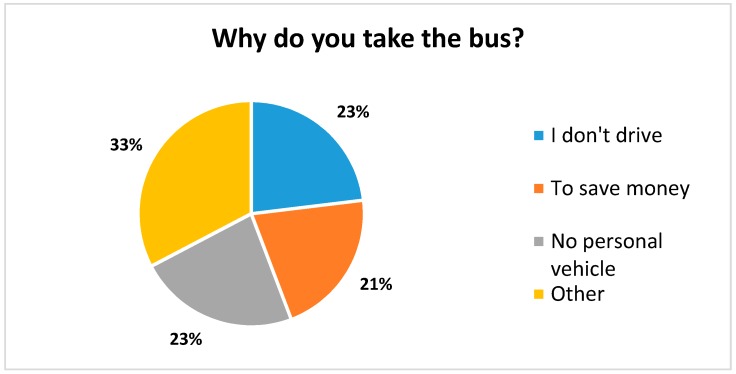 Why do you take the bus?
23%
33%
21%
23%
I don't drive
To save money
No personal
vehicle
Other